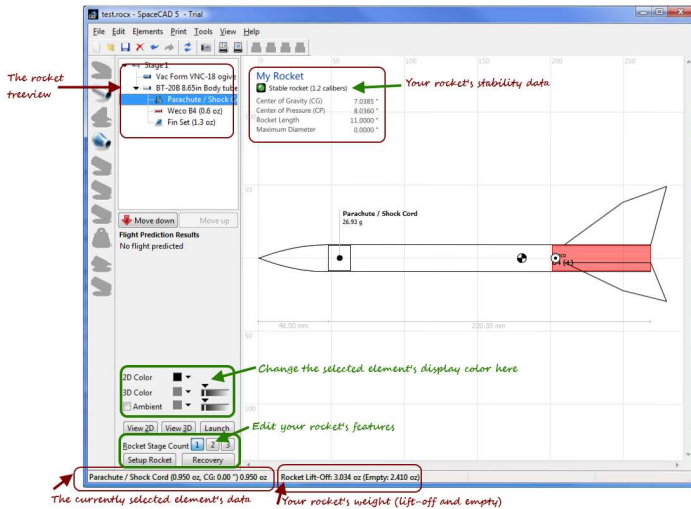 test.rocx - SpaceCAD 5 - Trial
File Edit Elements Print Tools View Help
Stage 1
Vac Form VNC-18 ogive
BT-20B 8.65in Body tube
Parachute / Shock C
Weco B4 (0.6 oz)
Fin Set (1.3 oz)
The rocket
treeview
My Rocket
Stable rocket (1.2 calibers)
Center of Gravity (CG) 7.0385 "
Center of Pressure (CP) 8.0360 "
Rocket Length 11.0000 "
Maximum Diameter 0.0000 "
Your rocket's stability data
50 100 150 200 250
50
Move down Move up
Flight Prediction Results
No flight predicted
Parachute / Shock Cord
26.93 g
B4 (4)
48.00 mm 220.00 mm
50
2D Color
3D Color
Ambient
Change the selected element's display color here
100
View 2D View 3D Launch
Rocket Stage Count 1 2 3
Setup Rocket Recovery
Edit your rocket's features
Parachute / Shock Cord (0.950 oz, CG: 0.00 ") 0.950 oz Rocket Lift-Off: 3.034 oz (Empty: 2.410 oz)
The currently selected element's data
Your rocket's weight (lift-off and empty)